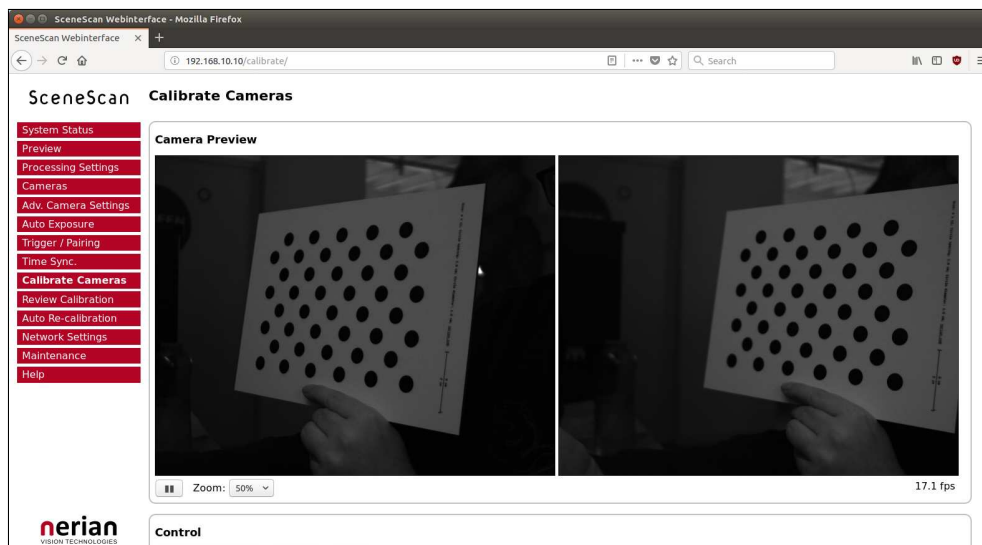 SceneScan Webinterface - Mozilla Firefox
SceneScan Webinterface
192.168.10.10/calibrate/
Search
SceneScan
Calibrate Cameras
System Status
Preview
Processing Settings
Cameras
Adv. Camera Settings
Auto Exposure
Trigger / Pairing
Time Sync.
Calibrate Cameras
Review Calibration
Auto Re-calibration
Network Settings
Maintenance
Help
Camera Preview
Zoom: 50%
17.1 fps
nerian
VISION TECHNOLOGIES
Control